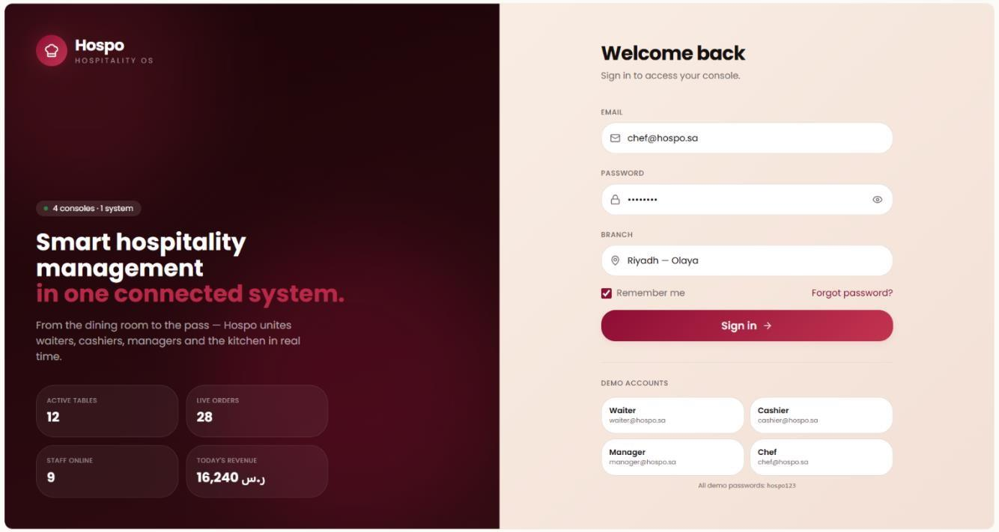 Hospo
HOSPITALITY OS
4 consoles · 1 system
Smart hospitality
management
in one connected system.
From the dining room to the pass — Hospo unites
waiters, cashiers, managers and the kitchen in real
time.
ACTIVE TABLES
12
LIVE ORDERS
28
STAFF ONLINE
9
TODAY'S REVENUE
16,240 ر.س
Welcome back
Sign in to access your console.
EMAIL
chef@hospo.sa
PASSWORD
••••••••
BRANCH
Riyadh — Olaya
Remember me
Forgot password?
Sign in →
DEMO ACCOUNTS
Waiter
waiter@hospo.sa
Cashier
cashier@hospo.sa
Manager
manager@hospo.sa
Chef
chef@hospo.sa
All demo passwords: hospo123